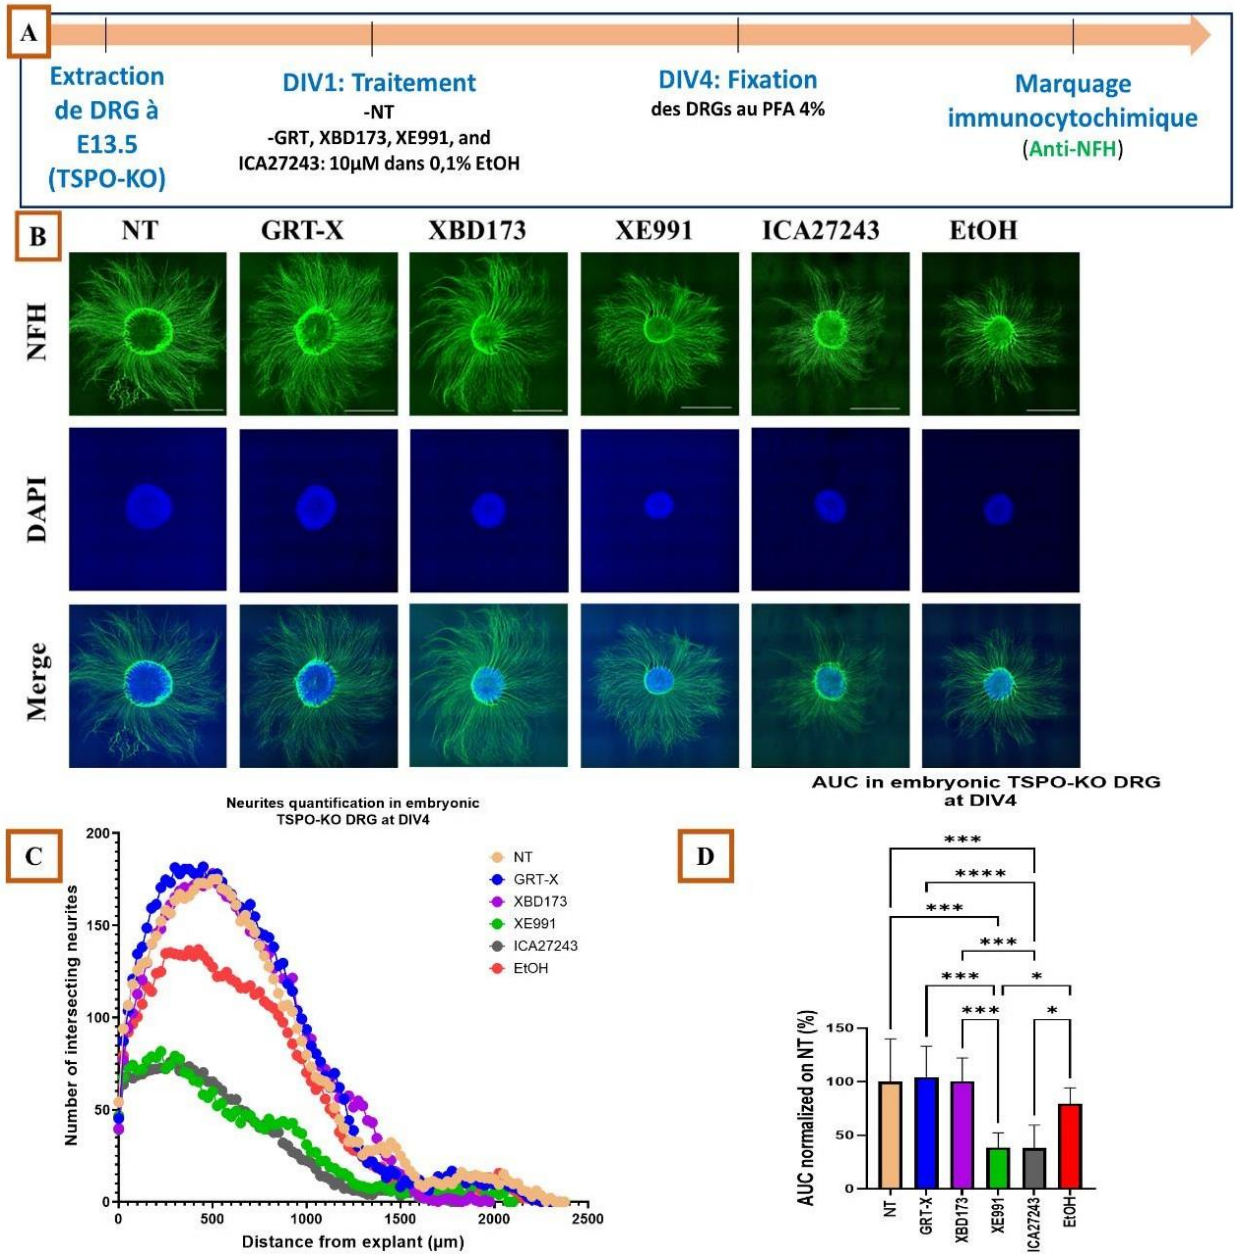 A
Extraction
de DRG à
E13.5
(TSPO-KO)
DIV1: Traitement
-NT
-GRT, XBD173, XE991, and
ICA27243: 10µM dans 0,1% EtOH
DIV4: Fixation
des DRGs au PFA 4%
Marquage
immunocytochimique
(Anti-NFH)
B
NT GRT-X XBD173 XE991 ICA27243 EtOH
NFH
DAPI
Merge
C
Neurites quantification in embryonic
TSPO-KO DRG at DIV4
Number of intersecting neurites
200
150
100
50
0
0 500 1000 1500 2000 2500
Distance from explant (µm)
NT
GRT-X
XBD173
XE991
ICA27243
EtOH
D
AUC in embryonic TSPO-KO DRG
at DIV4
***
****
***
***
*** *
*** *
AUC normalized on NT (%)
150
100
50
0
NT GRT-X XBD173 XE991 ICA27243 EtOH